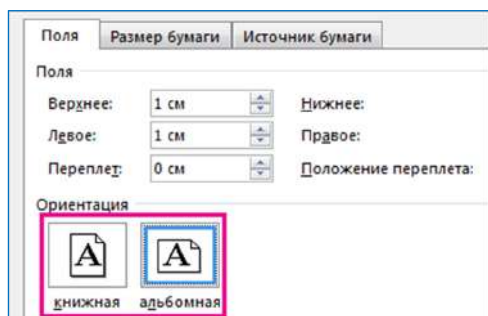 Поля Размер бумаги Источник бумаги
Поля
Верхнее: 1 см Нижнее:
Левое: 1 см Правое:
Переплет: 0 см Положение переплета:
Ориентация
A A
книжная альбомная